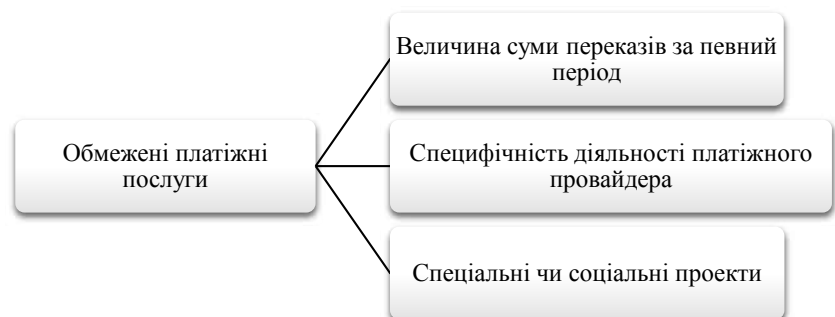 Величина суми переказів за певний
період
Обмежені платіжні
послуги
Специфічність діяльності платіжного
провайдера
Спеціальні чи соціальні проекти